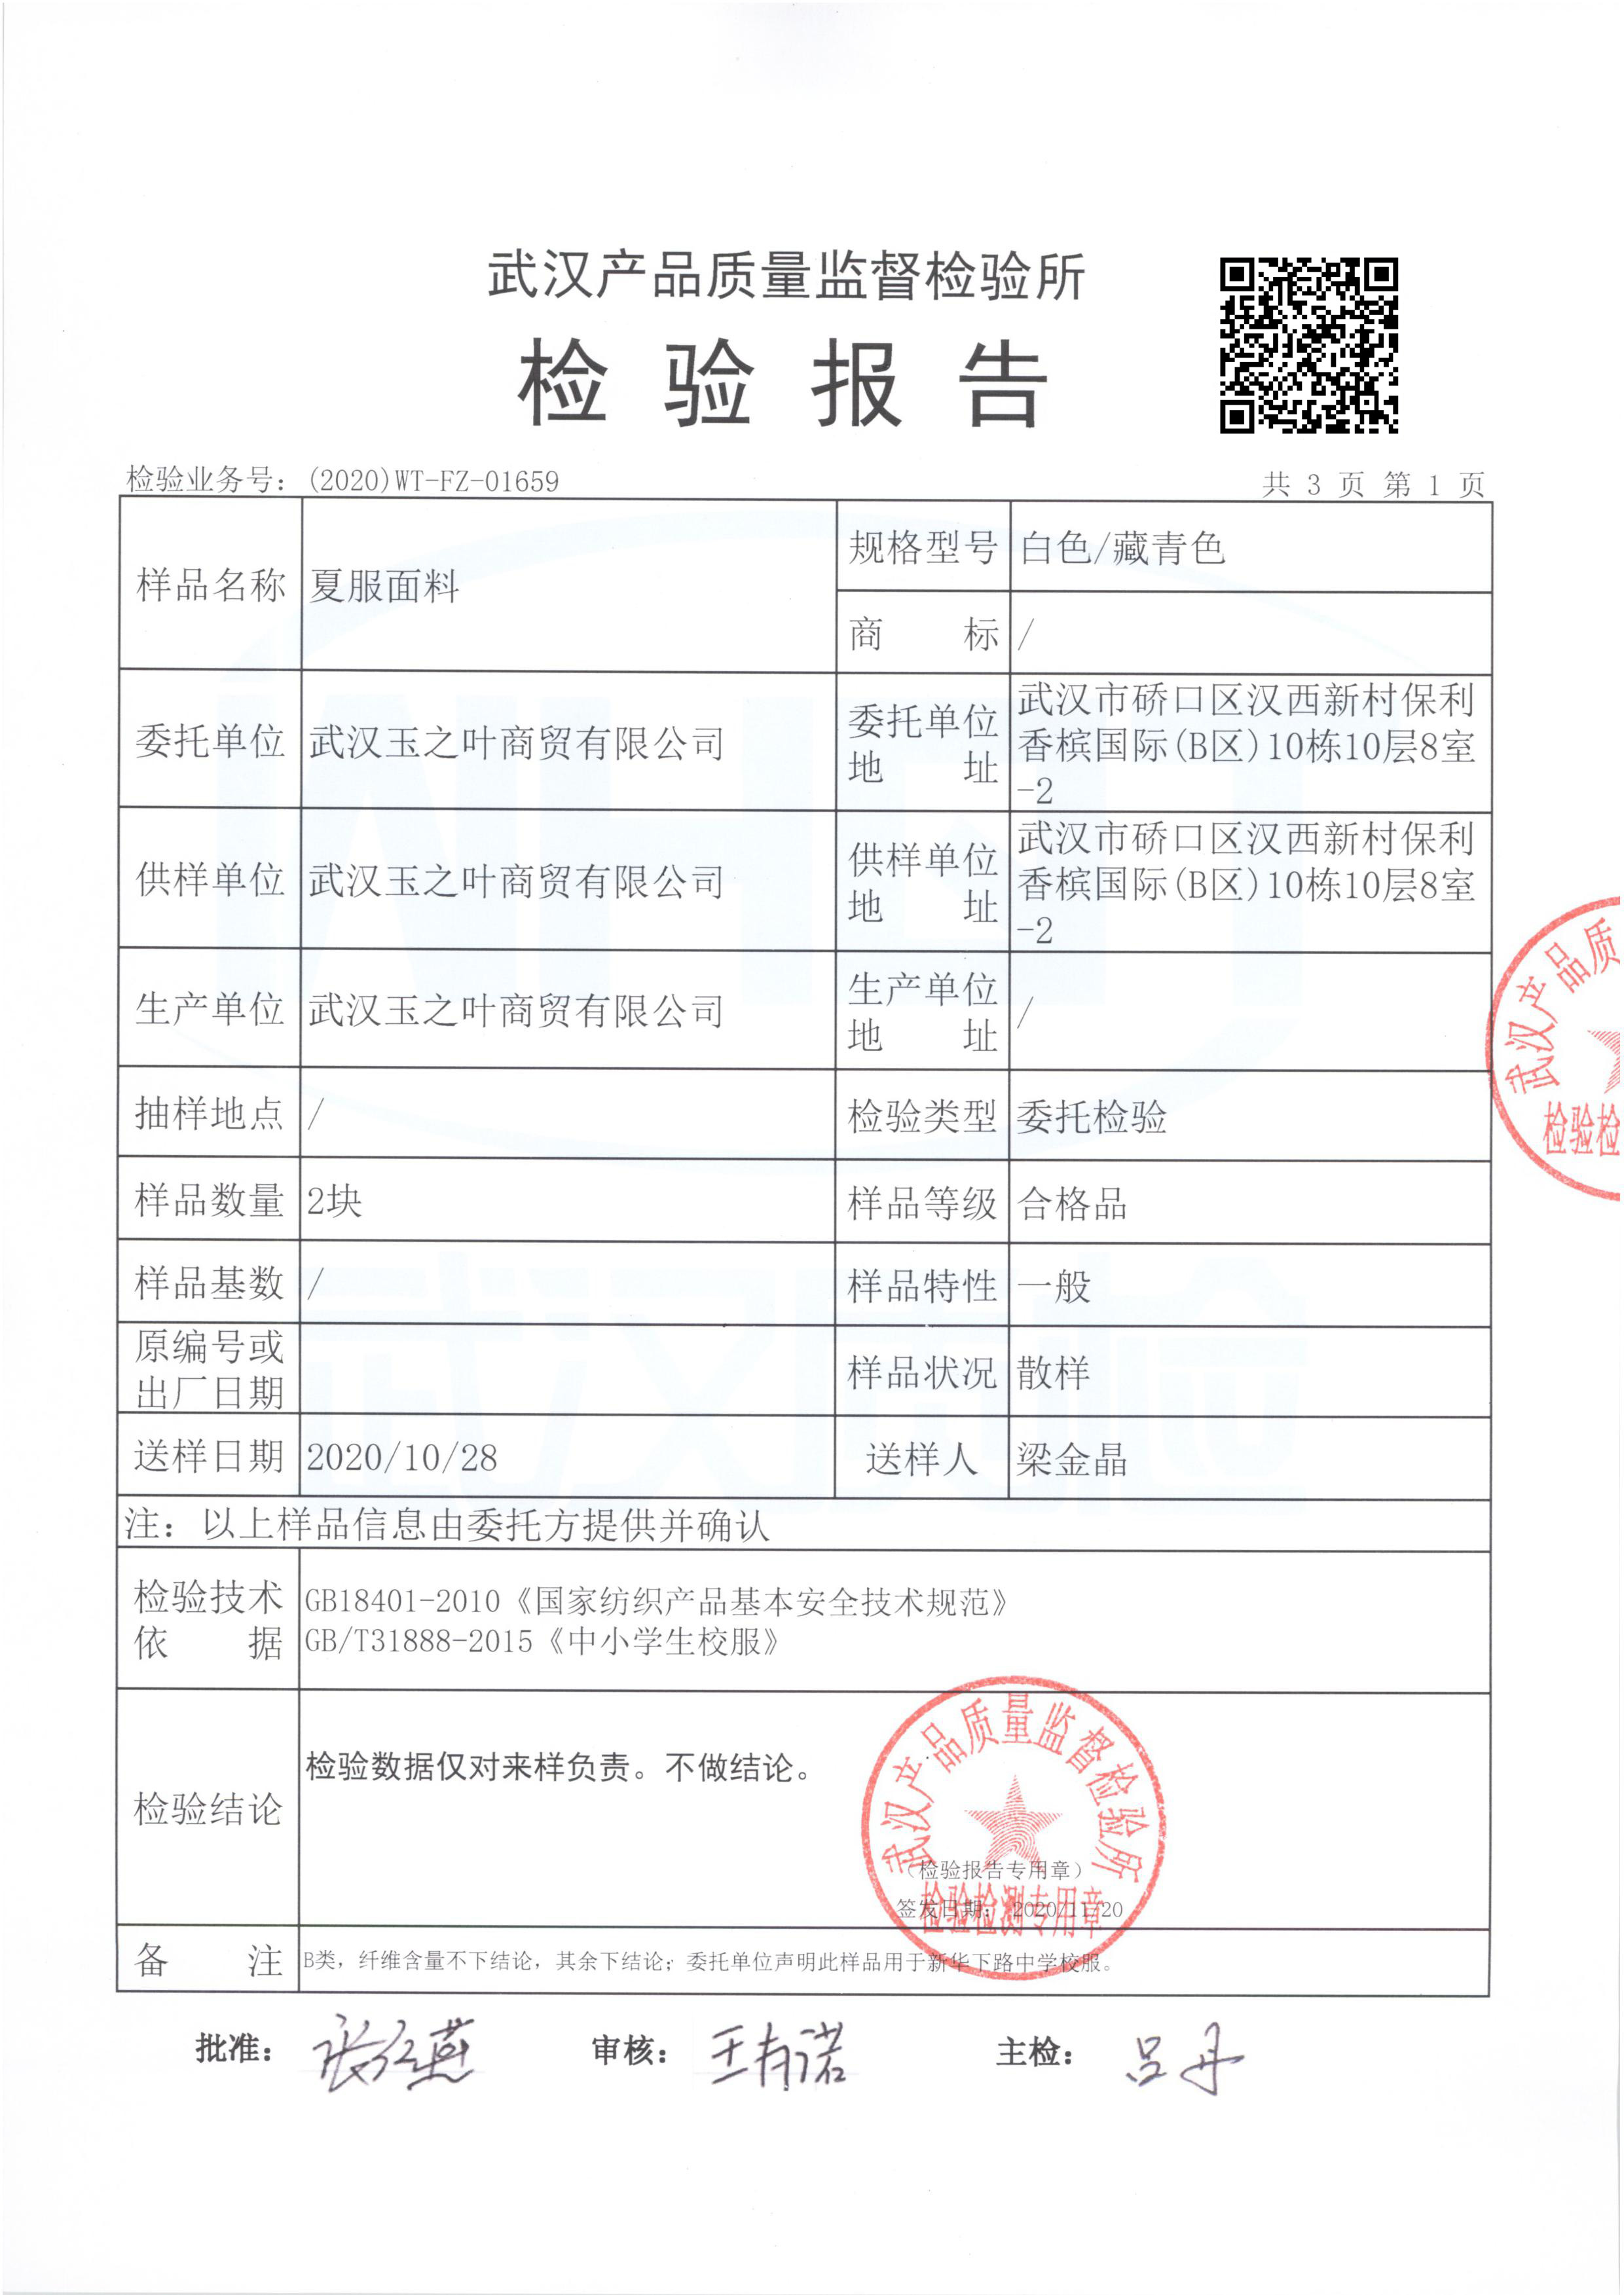 武汉产品质量监督检验所
检验报告
检验业务号：(2020)WT-FZ-01659
共 3 页 第 1 页
样品名称 夏服面料
规格型号 白色/藏青色
商标 /
委托单位 武汉玉之叶商贸有限公司
委托单位
地址
武汉市硚口区汉西新村保利
香槟国际(B区)10栋10层8室
-2
供样单位 武汉玉之叶商贸有限公司
供样单位
地址
武汉市硚口区汉西新村保利
香槟国际(B区)10栋10层8室
-2
生产单位 武汉玉之叶商贸有限公司
生产单位
地址
/
抽样地点 /
检验类型 委托检验
样品数量 2块
样品等级 合格品
样品基数 /
样品特性 一般
原编号或
出厂日期
样品状况 散样
送样日期 2020/10/28
送样人 梁金晶
注：以上样品信息由委托方提供并确认
检验技术
依据
GB18401-2010《国家纺织产品基本安全技术规范》
GB/T31888-2015《中小学生校服》
检验结论
检验数据仅对来样负责。不做结论。
武汉产品质量监督检验所
（检验报告专用章）
检验检测专用章
签发日期：2020/11/20
备注 B类，纤维含量不下结论，其余下结论；委托单位声明此样品用于新华下路中学校服。
批准：张红燕 审核：王有诺 主检：吕丹
武汉产品质
检验检
WHQI
武汉质检